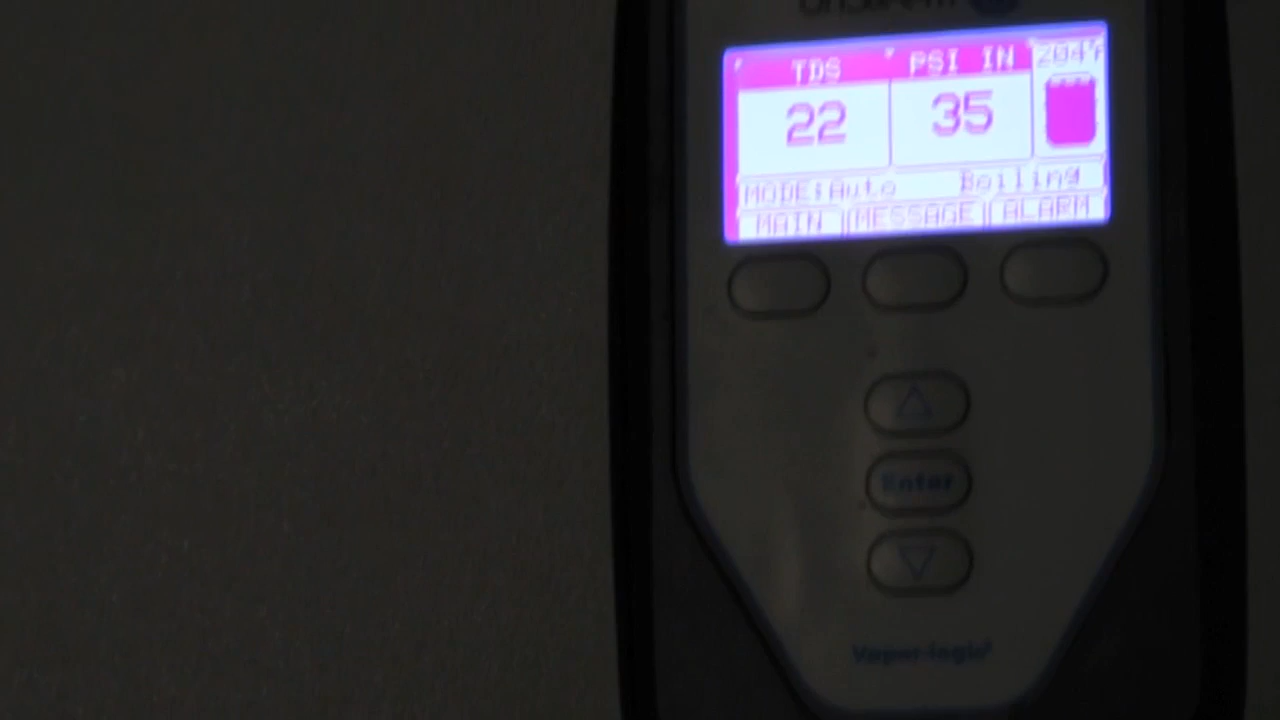 TDS PSI IN 204°F
22 35
MODE:Auto Boiling
MAIN MESSAGE ALARM
Enter
Vapor-logic®